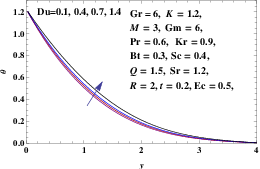 Du=0.1, 0.4, 0.7, 1.4
Gr = 6, K = 1.2,
M = 3, Gm = 6,
Pr = 0.6, Kr = 0.9,
Bt = 0.3, Sc = 0.4,
Q = 1.5, Sr = 1.2,
R = 2, t = 0.2, Ec = 0.5,
1.2
1.0
0.8
0.6
0.4
0.2
0.0
θ
0 1 2 3 4
y